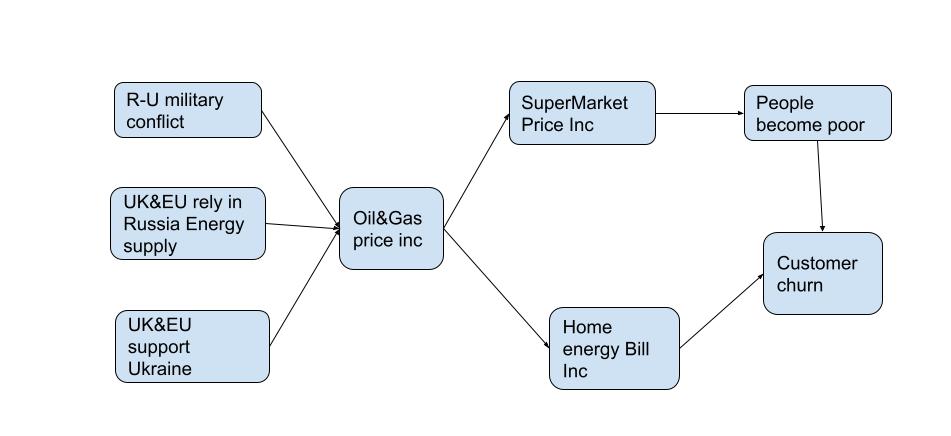 R-U military
conflict
UK&EU rely in
Russia Energy
supply
UK&EU
support
Ukraine
Oil&Gas
price inc
SuperMarket
Price Inc
Home
energy Bill
Inc
People
become poor
Customer
churn